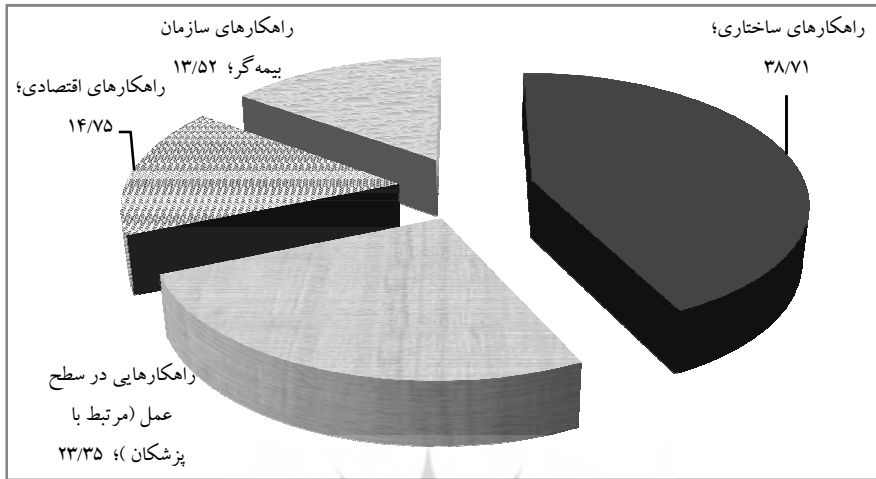 راهکارهای ساختاری؛
۳۸/۷۱
راهکارهای سازمان
بیمه‌گر؛ ۱۳/۵۲
راهکارهای اقتصادی؛
۱۴/۷۵
راهکارهایی در سطح
عمل (مرتبط با
پزشکان )؛ ۲۳/۳۵